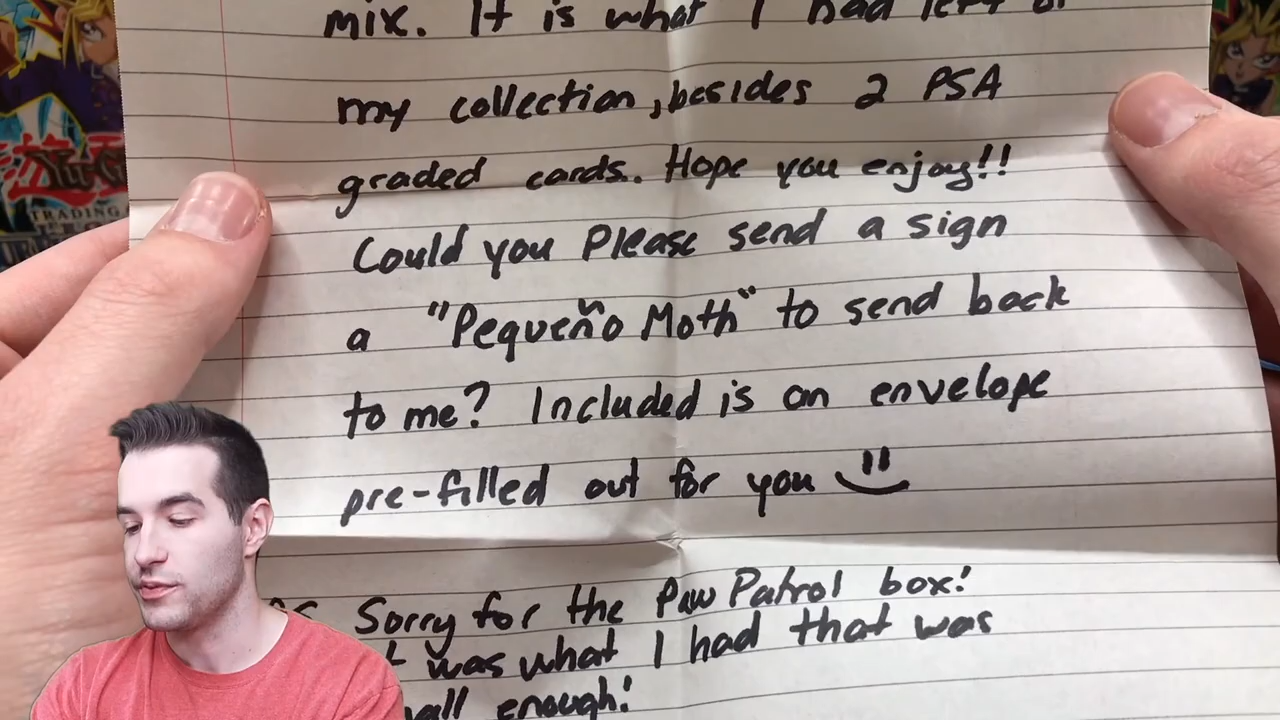 mix. It is what I had left of
my collection, besides 2 PSA
graded cards.. Hope you enjoy!!
Could you Please send a sign
a "Pequeño Moth" to send back
to me? Included is an envelope
pre-filled out for you
Sorry for the Paw Patrol box!
was what I had that was
enough!
TRADING